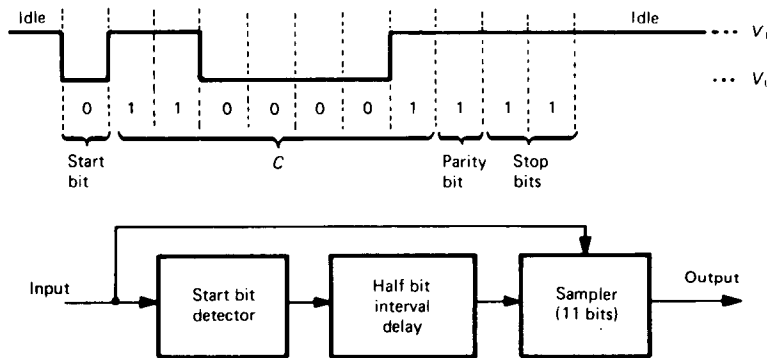 Idle
Idle
... V₁
... V₀
0 1 1 0 0 0 0 1 1 1 1
Start
bit
C
Parity
bit
Stop
bits
Input
Start bit
detector
Half bit
interval
delay
Sampler
(11 bits)
Output